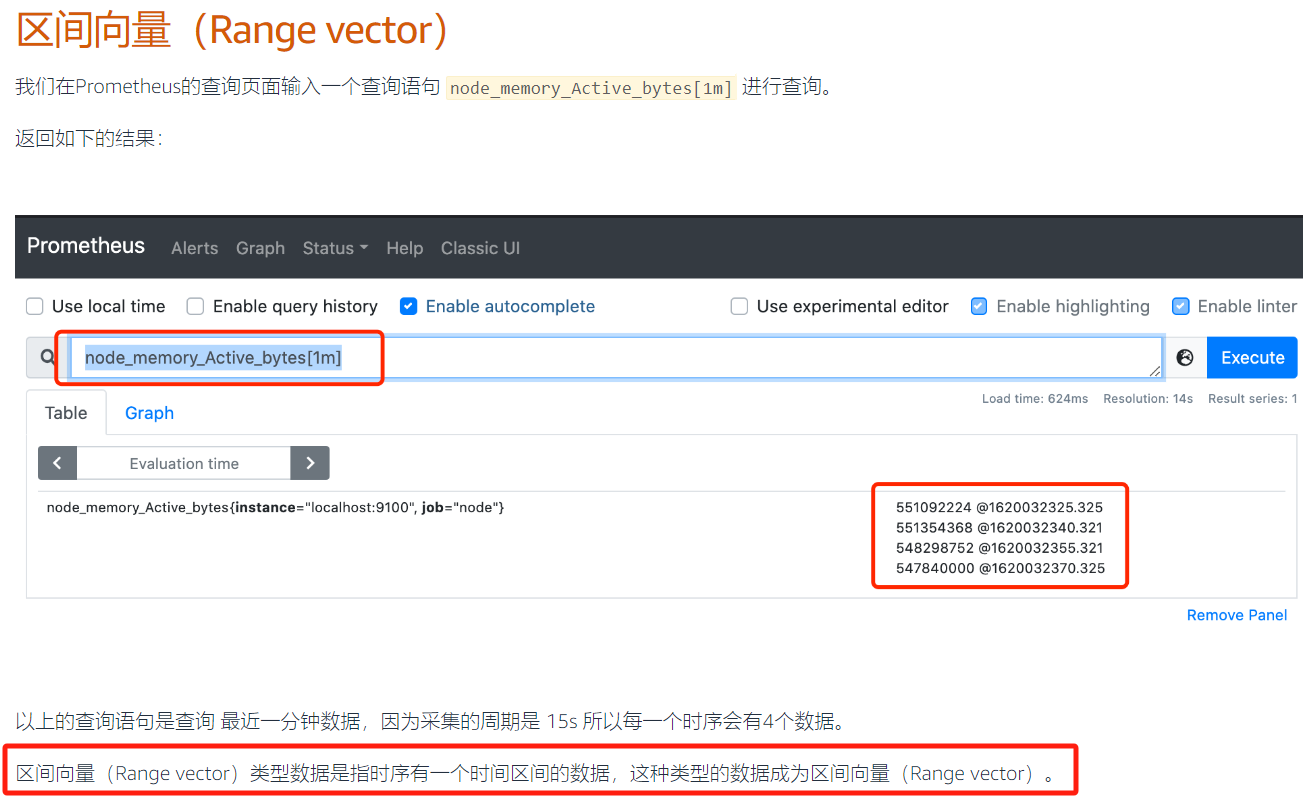 区间向量（Range vector）
我们在Prometheus的查询页面输入一个查询语句 node_memory_Active_bytes[1m] 进行查询。
返回如下的结果：
Prometheus Alerts Graph Status Help Classic UI
Use local time Enable query history Enable autocomplete Use experimental editor Enable highlighting Enable linter
node_memory_Active_bytes[1m] Execute
Load time: 624ms Resolution: 14s Result series: 1
Table Graph
Evaluation time
node_memory_Active_bytes{instance="localhost:9100", job="node"} 551092224 @1620032325.325
551354368 @1620032340.321
548298752 @1620032355.321
547840000 @1620032370.325
Remove Panel
以上的查询语句是查询 最近一分钟数据，因为采集的周期是 15s 所以每一个时序会有4个数据。
区间向量（Range vector）类型数据是指时序有一个时间区间的数据，这种类型的数据成为区间向量（Range vector）。